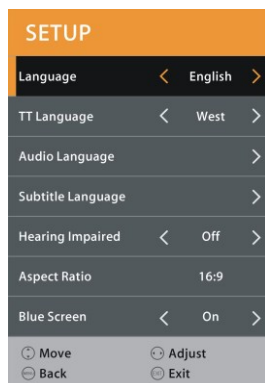 SETUP
Language < English >
TT Language < West >
Audio Language >
Subtitle Language >
Hearing Impaired < Off >
Aspect Ratio 16:9
Blue Screen < On >
Move Adjust
Back Exit